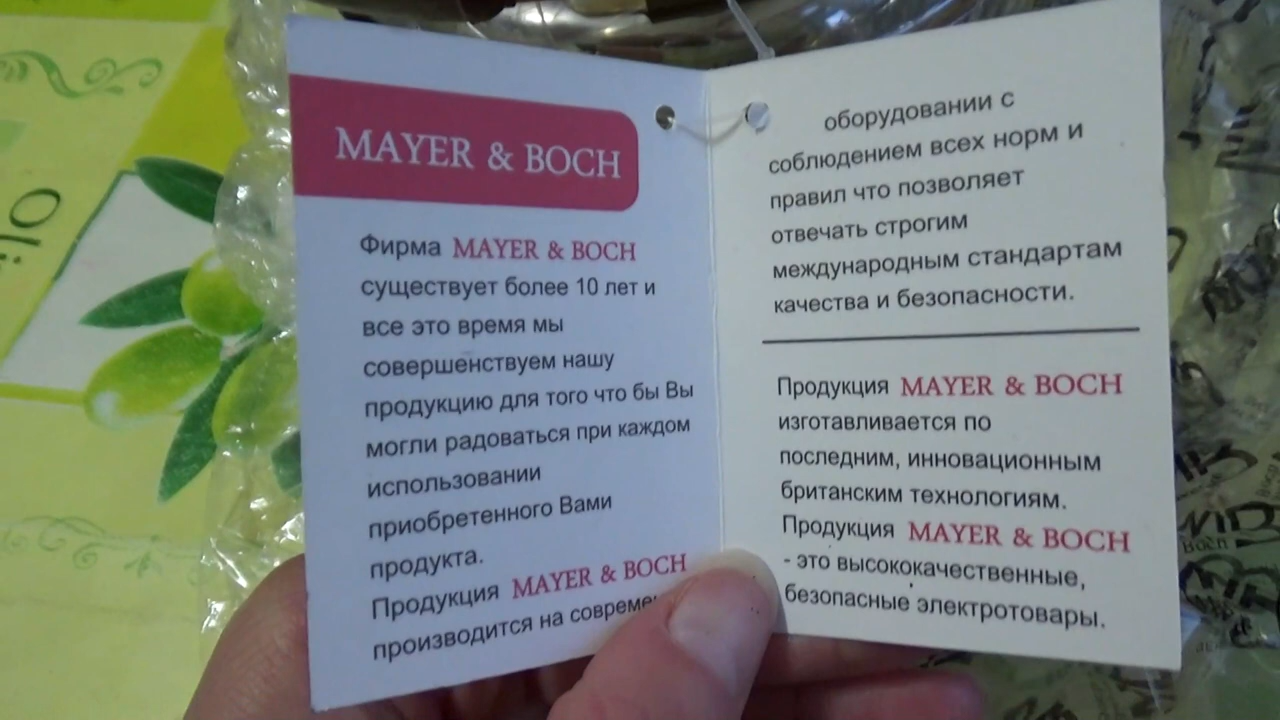 MAYER & BOCH
Фирма MAYER & BOCH
существует более 10 лет и
все это время мы
совершенствуем нашу
продукцию для того что бы Вы
могли радоваться при каждом
использовании
приобретенного Вами
продукта.
Продукция MAYER & BOCH
производится на
оборудовании с
соблюдением всех норм и
правил что позволяет
отвечать строгим
международным стандартам
качества и безопасности.
Продукция MAYER & BOCH
изготавливается по
последним, инновационным
британским технологиям.
Продукция MAYER & BOCH
- это высококачественные,
безопасные электротовары.